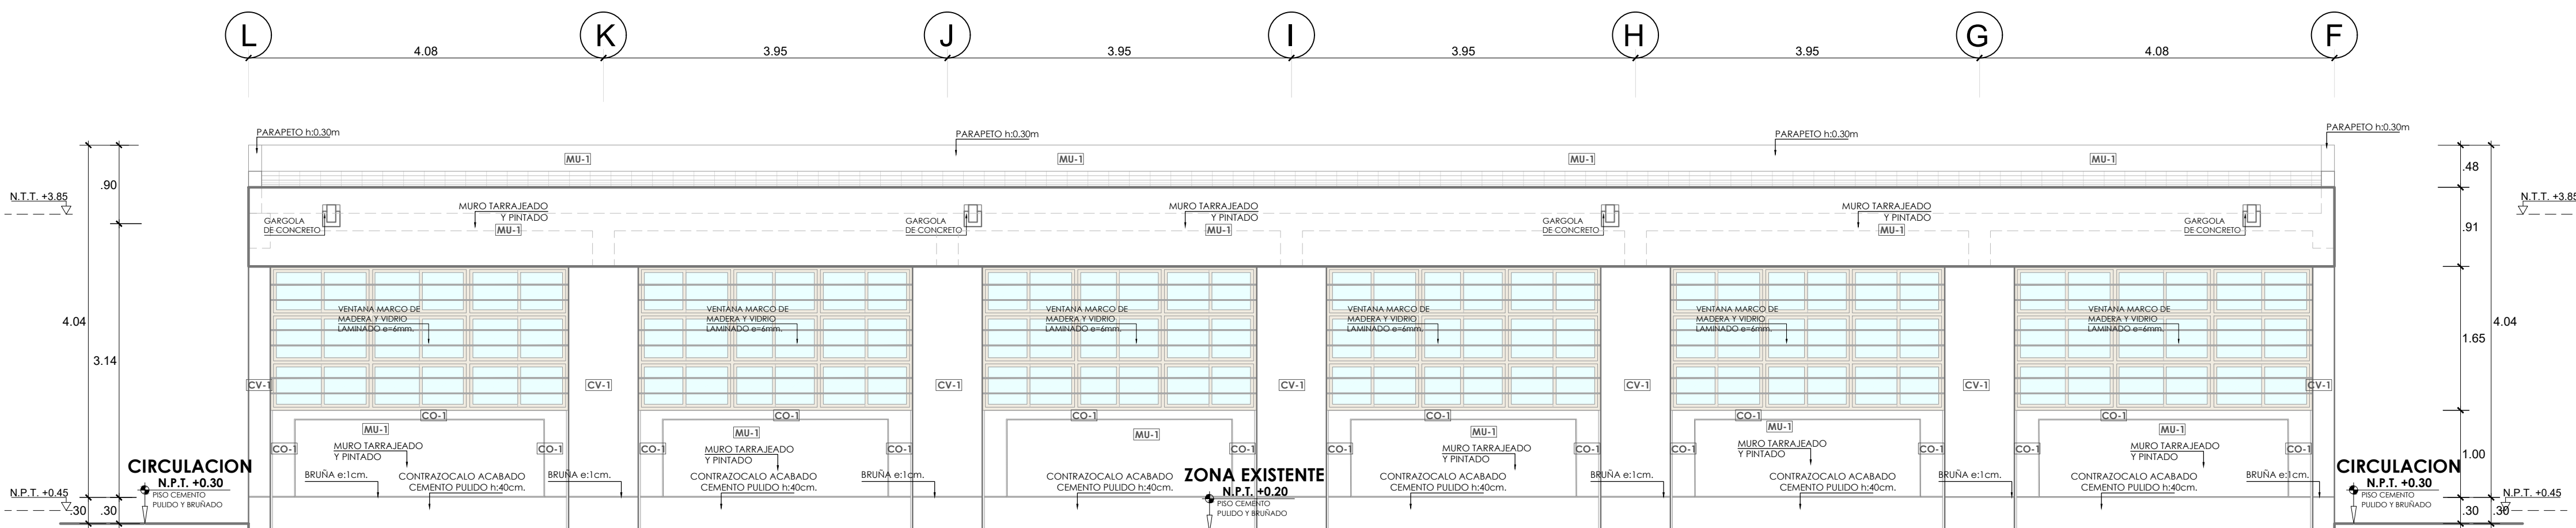 L
K
J
I
H
G
F
4.08
3.95
3.95
3.95
3.95
4.08
PARAPETO h:0.30m
PARAPETO h:0.30m
PARAPETO h:0.30m
PARAPETO h:0.30m
MU-1
MU-1
MU-1
MU-1
.90
.48
N.T.T. +3.85
N.T.T. +3.85
GARGOLA
DE CONCRETO
MURO TARRAJEADO
Y PINTADO
MU-1
GARGOLA
DE CONCRETO
MURO TARRAJEADO
Y PINTADO
MU-1
GARGOLA
DE CONCRETO
MURO TARRAJEADO
Y PINTADO
MU-1
GARGOLA
DE CONCRETO
.91
VENTANA MARCO DE
MADERA Y VIDRIO
LAMINADO e=6mm.
VENTANA MARCO DE
MADERA Y VIDRIO
LAMINADO e=6mm.
VENTANA MARCO DE
MADERA Y VIDRIO
LAMINADO e=6mm.
VENTANA MARCO DE
MADERA Y VIDRIO
LAMINADO e=6mm.
VENTANA MARCO DE
MADERA Y VIDRIO
LAMINADO e=6mm.
VENTANA MARCO DE
MADERA Y VIDRIO
LAMINADO e=6mm.
4.04
3.14
1.65
4.04
CV-1
CV-1
CV-1
CV-1
CV-1
CV-1
CV-1
CO-1
CO-1
CO-1
CO-1
CO-1
CO-1
MU-1
MU-1
MU-1
MU-1
MU-1
MU-1
CO-1
MURO TARRAJEADO
Y PINTADO
CO-1
CO-1
MURO TARRAJEADO
Y PINTADO
CO-1
CO-1
CO-1
MURO TARRAJEADO
Y PINTADO
CO-1
CO-1
MURO TARRAJEADO
Y PINTADO
CO-1
CO-1
MURO TARRAJEADO
Y PINTADO
CO-1
1.00
CIRCULACION
N.P.T. +0.30
PISO CEMENTO
PULIDO Y BRUÑADO
BRUÑA e:1cm.
CONTRAZOCALO ACABADO
CEMENTO PULIDO h:40cm.
BRUÑA e:1cm.
CONTRAZOCALO ACABADO
CEMENTO PULIDO h:40cm.
BRUÑA e:1cm.
CONTRAZOCALO ACABADO
CEMENTO PULIDO h:40cm.
ZONA EXISTENTE
N.P.T. +0.20
PISO CEMENTO
PULIDO Y BRUÑADO
CONTRAZOCALO ACABADO
CEMENTO PULIDO h:40cm.
BRUÑA e:1cm.
CONTRAZOCALO ACABADO
CEMENTO PULIDO h:40cm.
BRUÑA e:1cm.
CONTRAZOCALO ACABADO
CEMENTO PULIDO h:40cm.
BRUÑA e:1cm.
CIRCULACION
N.P.T. +0.30
PISO CEMENTO
PULIDO Y BRUÑADO
N.P.T. +0.45
N.P.T. +0.45
.30
.30
.30
.30